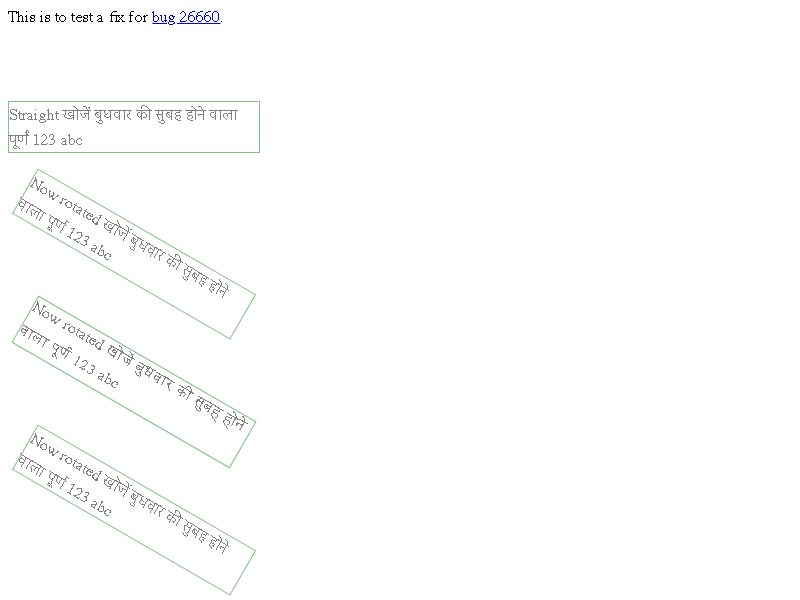 This is to test a fix for bug 26660.
Straight खोजें बुधवार की सुबह होने वाला
पूर्ण 123 abc
Now rotated खोजें बुधवार की सुबह होने
वाला पूर्ण 123 abc
Now rotated खोजें बुधवार की सुबह होने
वाला पूर्ण 123 abc
Now rotated खोजें बुधवार की सुबह होने
वाला पूर्ण 123 abc